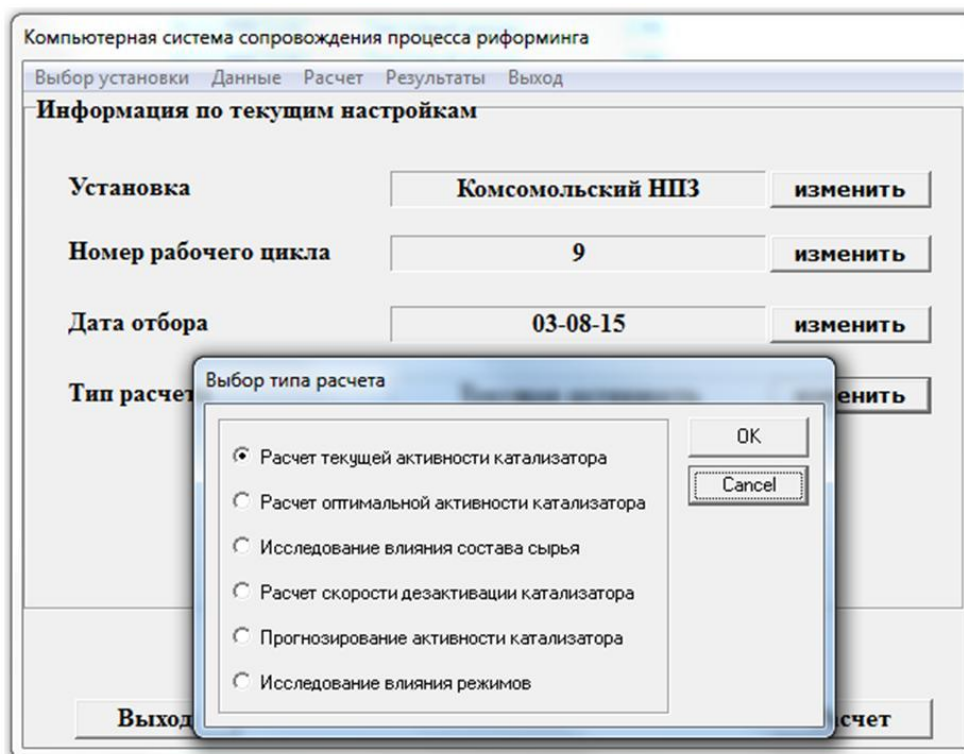 Компьютерная система сопровождения процесса риформинга
Выбор установки Данные Расчет Результаты Выход
Информация по текущим настройкам
Установка Комсомольский НПЗ изменить
Номер рабочего цикла 9 изменить
Дата отбора 03-08-15 изменить
Тип расчет енить
Выбор типа расчета
Расчет текущей активности катализатора
Расчет оптимальной активности катализатора
Исследование влияния состава сырья
Расчет скорости дезактивации катализатора
Прогнозирование активности катализатора
Исследование влияния режимов
OK
Cancel
Выход счет